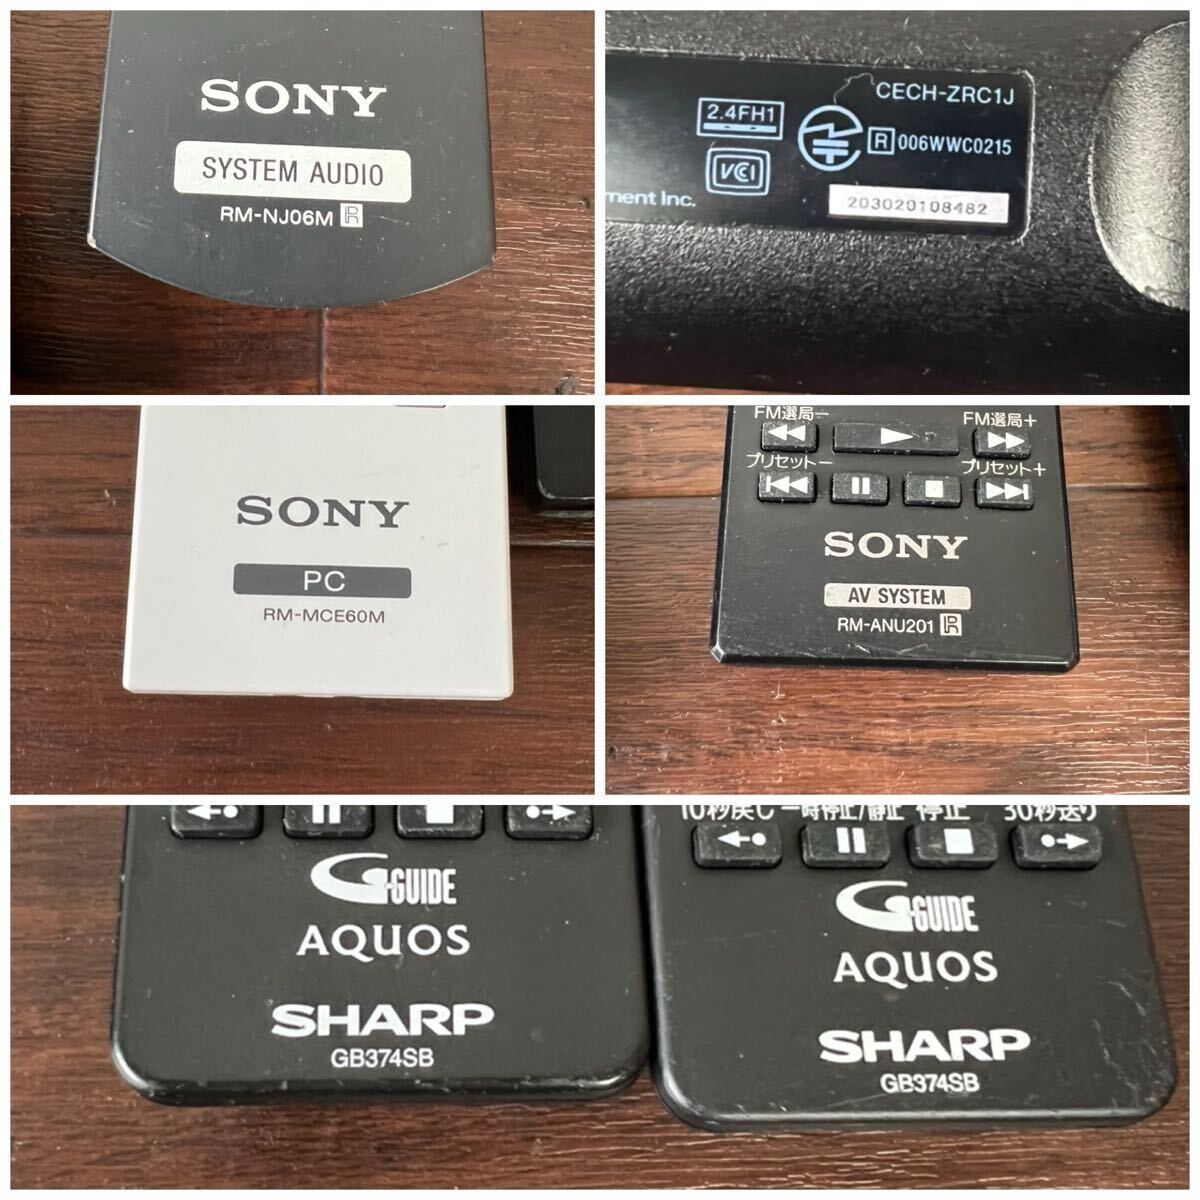 SONY
SYSTEM AUDIO
RM-NJ06M R
CECH-ZRC1J
2.4FH1
R 006WWC0215
VCCI
ment Inc.
203020108482
SONY
PC
RM-MCE60M
FM選局− FM選局+
プリセット− プリセット+
SONY
AV SYSTEM
RM-ANU201 R
G-GUIDE
AQUOS
SHARP
GB374SB
10秒戻し 一時停止/静止 停止 30秒送り
G-GUIDE
AQUOS
SHARP
GB374SB